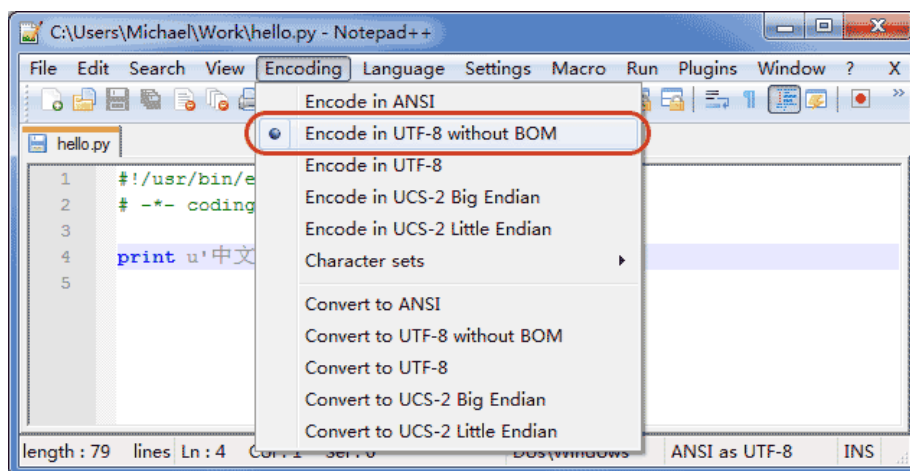 C:\Users\Michael\Work\hello.py - Notepad++
File Edit Search View Encoding Language Settings Macro Run Plugins Window ? X
hello.py
Encode in ANSI
Encode in UTF-8 without BOM
Encode in UTF-8
Encode in UCS-2 Big Endian
Encode in UCS-2 Little Endian
Character sets
Convert to ANSI
Convert to UTF-8 without BOM
Convert to UTF-8
Convert to UCS-2 Big Endian
Convert to UCS-2 Little Endian
1 #!/usr/bin/e
2 # -*- coding
3
4 print u'中文
5
length : 79 lines Ln : 4 Dos\Windows ANSI as UTF-8 INS